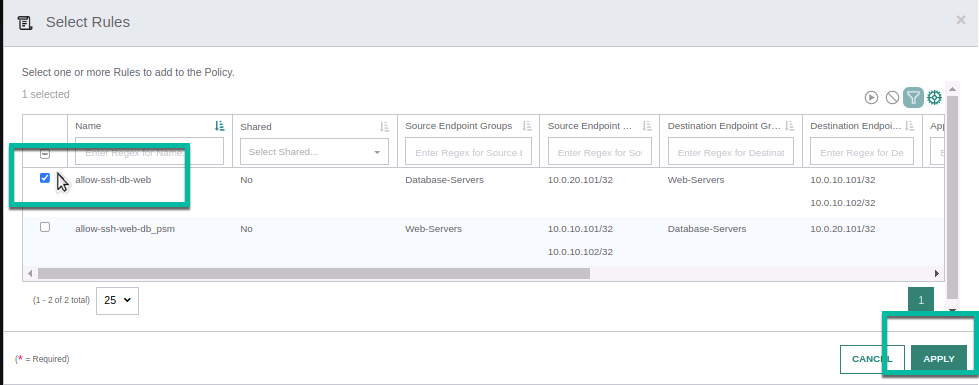 Select Rules
×
Select one or more Rules to add to the Policy.
1 selected
Name Shared Source Endpoint Groups Source Endpoint ... Destination Endpoint Gr... Destination Endpoi... App
Enter Regex for Name Select Shared... Enter Regex for Source E Enter Regex for Sou Enter Regex for Destinat Enter Regex for De Ente
allow-ssh-db-web No Database-Servers 10.0.20.101/32 Web-Servers 10.0.10.101/32
10.0.10.102/32
allow-ssh-web-db_psm No Web-Servers 10.0.10.101/32 Database-Servers 10.0.20.101/32
10.0.10.102/32
(1 - 2 of 2 total) 25 1
(* = Required) CANCEL APPLY